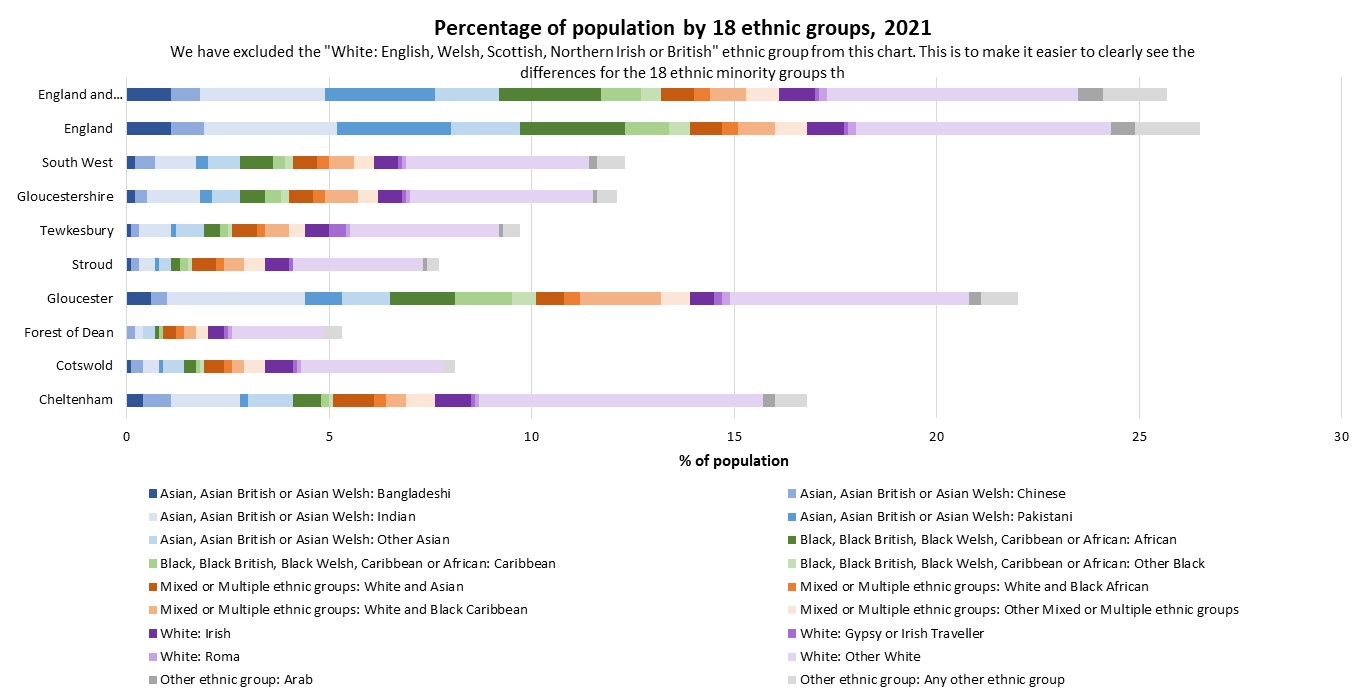 Percentage of population by 18 ethnic groups, 2021
We have excluded the "White: English, Welsh, Scottish, Northern Irish or British" ethnic group from this chart. This is to make it easier to clearly see the
differences for the 18 ethnic minority groups th
England and...
England
South West
Gloucestershire
Tewkesbury
Stroud
Gloucester
Forest of Dean
Cotswold
Cheltenham
0 5 10 15 20 25 30
% of population
Asian, Asian British or Asian Welsh: Bangladeshi
Asian, Asian British or Asian Welsh: Chinese
Asian, Asian British or Asian Welsh: Indian
Asian, Asian British or Asian Welsh: Pakistani
Asian, Asian British or Asian Welsh: Other Asian
Black, Black British, Black Welsh, Caribbean or African: African
Black, Black British, Black Welsh, Caribbean or African: Caribbean
Black, Black British, Black Welsh, Caribbean or African: Other Black
Mixed or Multiple ethnic groups: White and Asian
Mixed or Multiple ethnic groups: White and Black African
Mixed or Multiple ethnic groups: White and Black Caribbean
Mixed or Multiple ethnic groups: Other Mixed or Multiple ethnic groups
White: Irish
White: Gypsy or Irish Traveller
White: Roma
White: Other White
Other ethnic group: Arab
Other ethnic group: Any other ethnic group